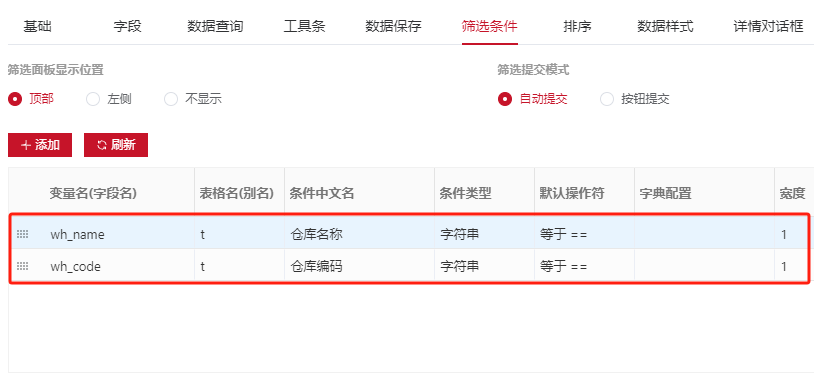 基础 字段 数据查询 工具条 数据保存 筛选条件 排序 数据样式 详情对话框
筛选面板显示位置 筛选提交模式
顶部 左侧 不显示 自动提交 按钮提交
添加 刷新
变量名(字段名) 表格名(别名) 条件中文名 条件类型 默认操作符 字典配置 宽度
wh_name t 仓库名称 字符串 等于 == 1
wh_code t 仓库编码 字符串 等于 == 1